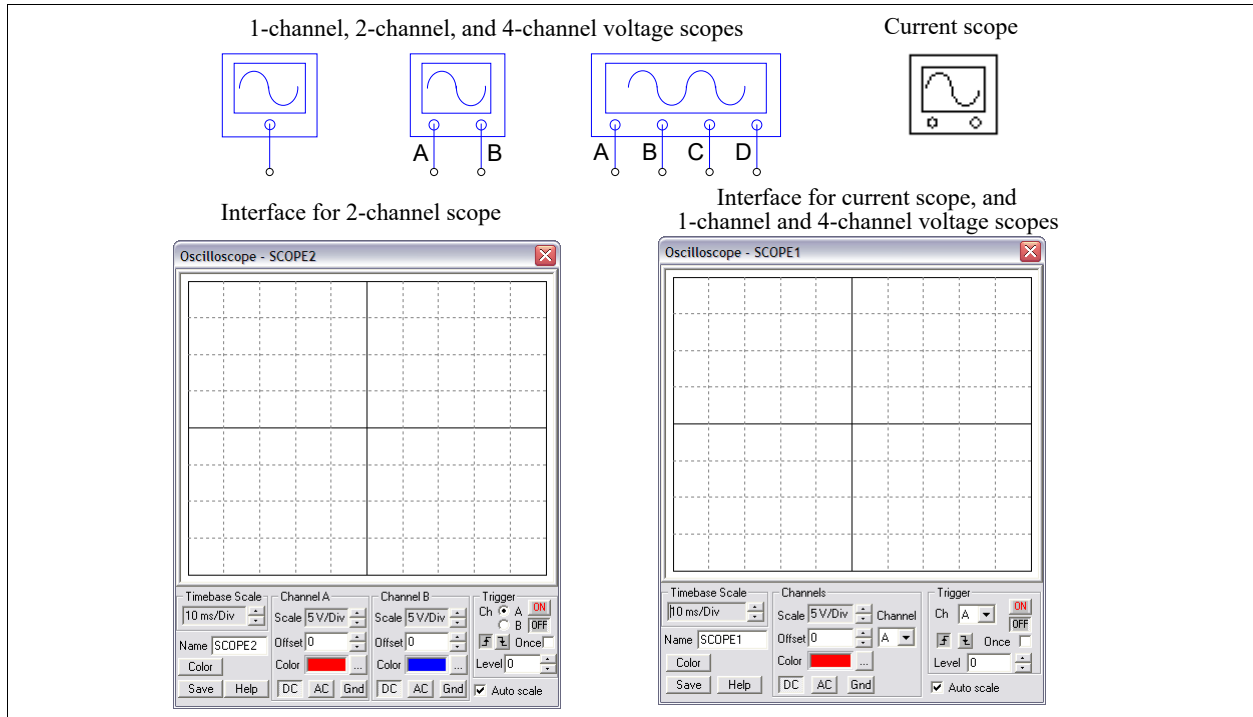 1-channel, 2-channel, and 4-channel voltage scopes
Current scope
A B
A B C D
Interface for 2-channel scope
Interface for current scope, and
1-channel and 4-channel voltage scopes
Oscilloscope - SCOPE2
Timebase Scale
10 ms/Div
Name SCOPE2
Color
Save Help
Channel A
Scale 5 V/Div
Offset 0
Color ...
DC AC Gnd
Channel B
Scale 5 V/Div
Offset 0
Color ...
DC AC Gnd
Trigger
Ch A ON
B OFF
Once
Level 0
Auto scale
Oscilloscope - SCOPE1
Timebase Scale
10 ms/Div
Name SCOPE1
Color
Save Help
Channels
Scale 5 V/Div Channel
Offset 0 A
Color ...
DC AC Gnd
Trigger
Ch A ON
OFF
Once
Level 0
Auto scale